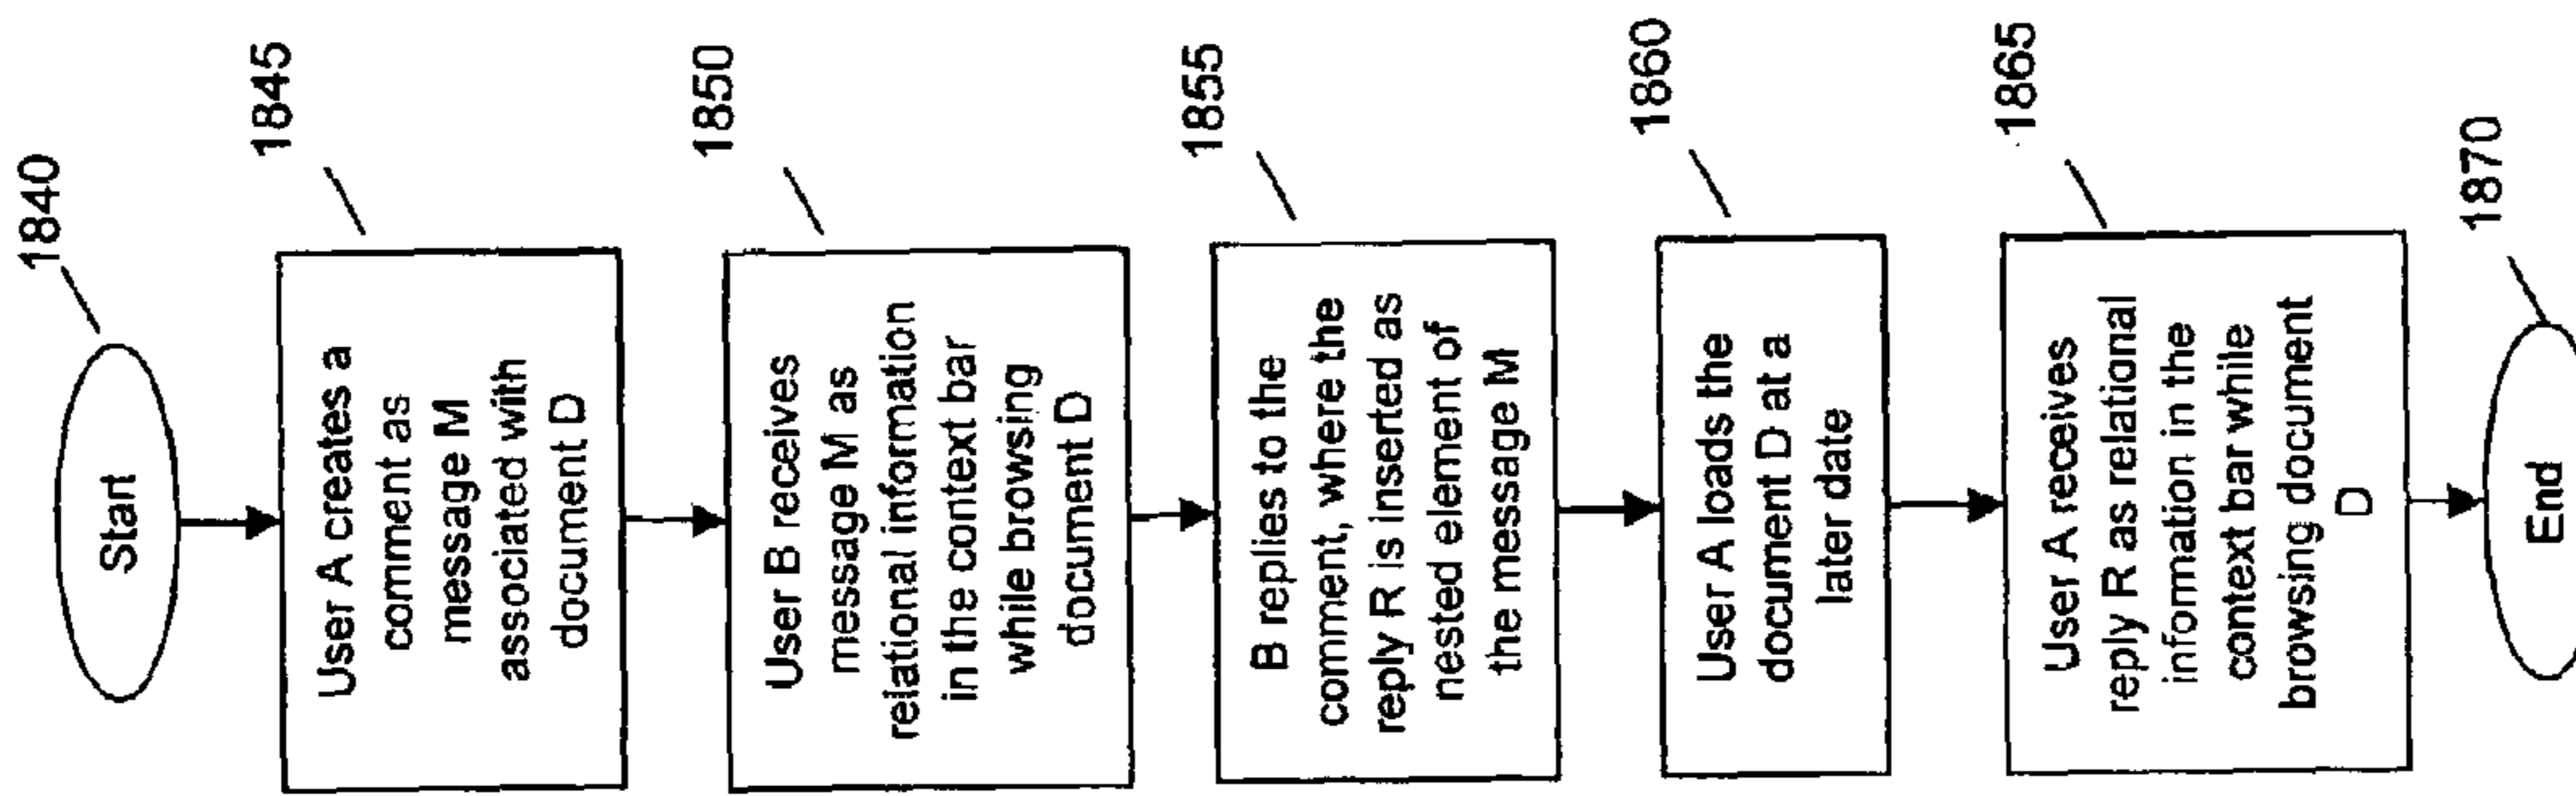 1840
Start
1845
User A creates a
comment as
message M
associated with
document D
1850
User B receives
message M as
relational information
in the context bar
while browsing
document D
1855
B replies to the
comment, where the
reply R is inserted as
nested element of
the message M
1860
User A loads the
document D at a
later date
1865
User A receives
reply R as relational
information in the
context bar while
browsing document
D
1870
End